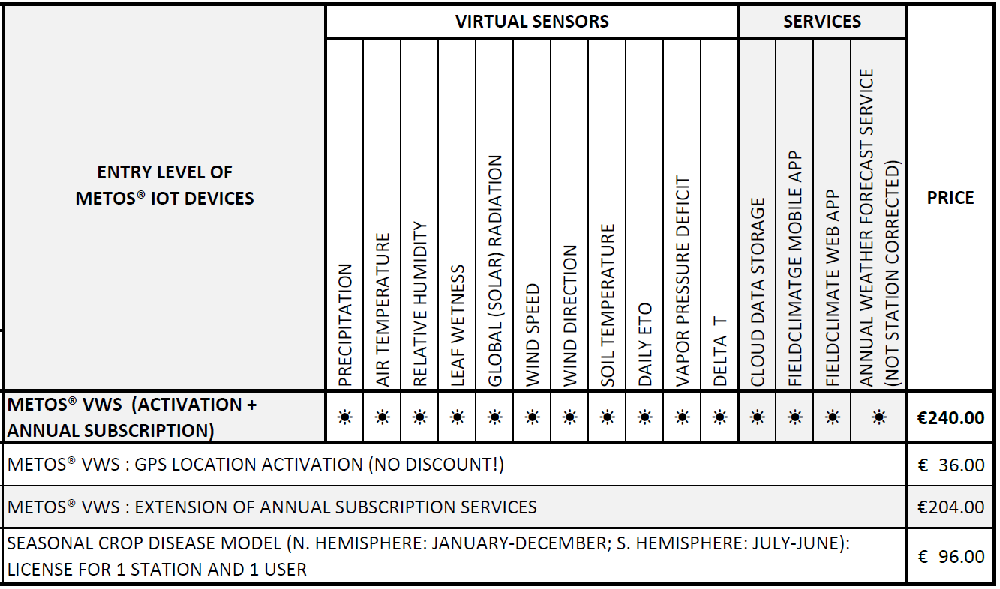 VIRTUAL SENSORS
SERVICES
ENTRY LEVEL OF
METOS® IOT DEVICES
PRECIPITATION
AIR TEMPERATURE
RELATIVE HUMIDITY
LEAF WETNESS
GLOBAL (SOLAR) RADIATION
WIND SPEED
WIND DIRECTION
SOIL TEMPERATURE
DAILY ETO
VAPOR PRESSURE DEFICIT
DELTA T
CLOUD DATA STORAGE
FIELDCLIMATGE MOBILE APP
FIELDCLIMATE WEB APP
ANNUAL WEATHER FORECAST SERVICE
(NOT STATION CORRECTED)
PRICE
METOS® VWS (ACTIVATION +
ANNUAL SUBSCRIPTION)
☀ ☀ ☀ ☀ ☀ ☀ ☀ ☀ ☀ ☀ ☀ ☀ ☀ ☀ ☀ €240.00
METOS® VWS : GPS LOCATION ACTIVATION (NO DISCOUNT!) € 36.00
METOS® VWS : EXTENSION OF ANNUAL SUBSCRIPTION SERVICES €204.00
SEASONAL CROP DISEASE MODEL (N. HEMISPHERE: JANUARY-DECEMBER; S. HEMISPHERE: JULY-JUNE):
LICENSE FOR 1 STATION AND 1 USER € 96.00